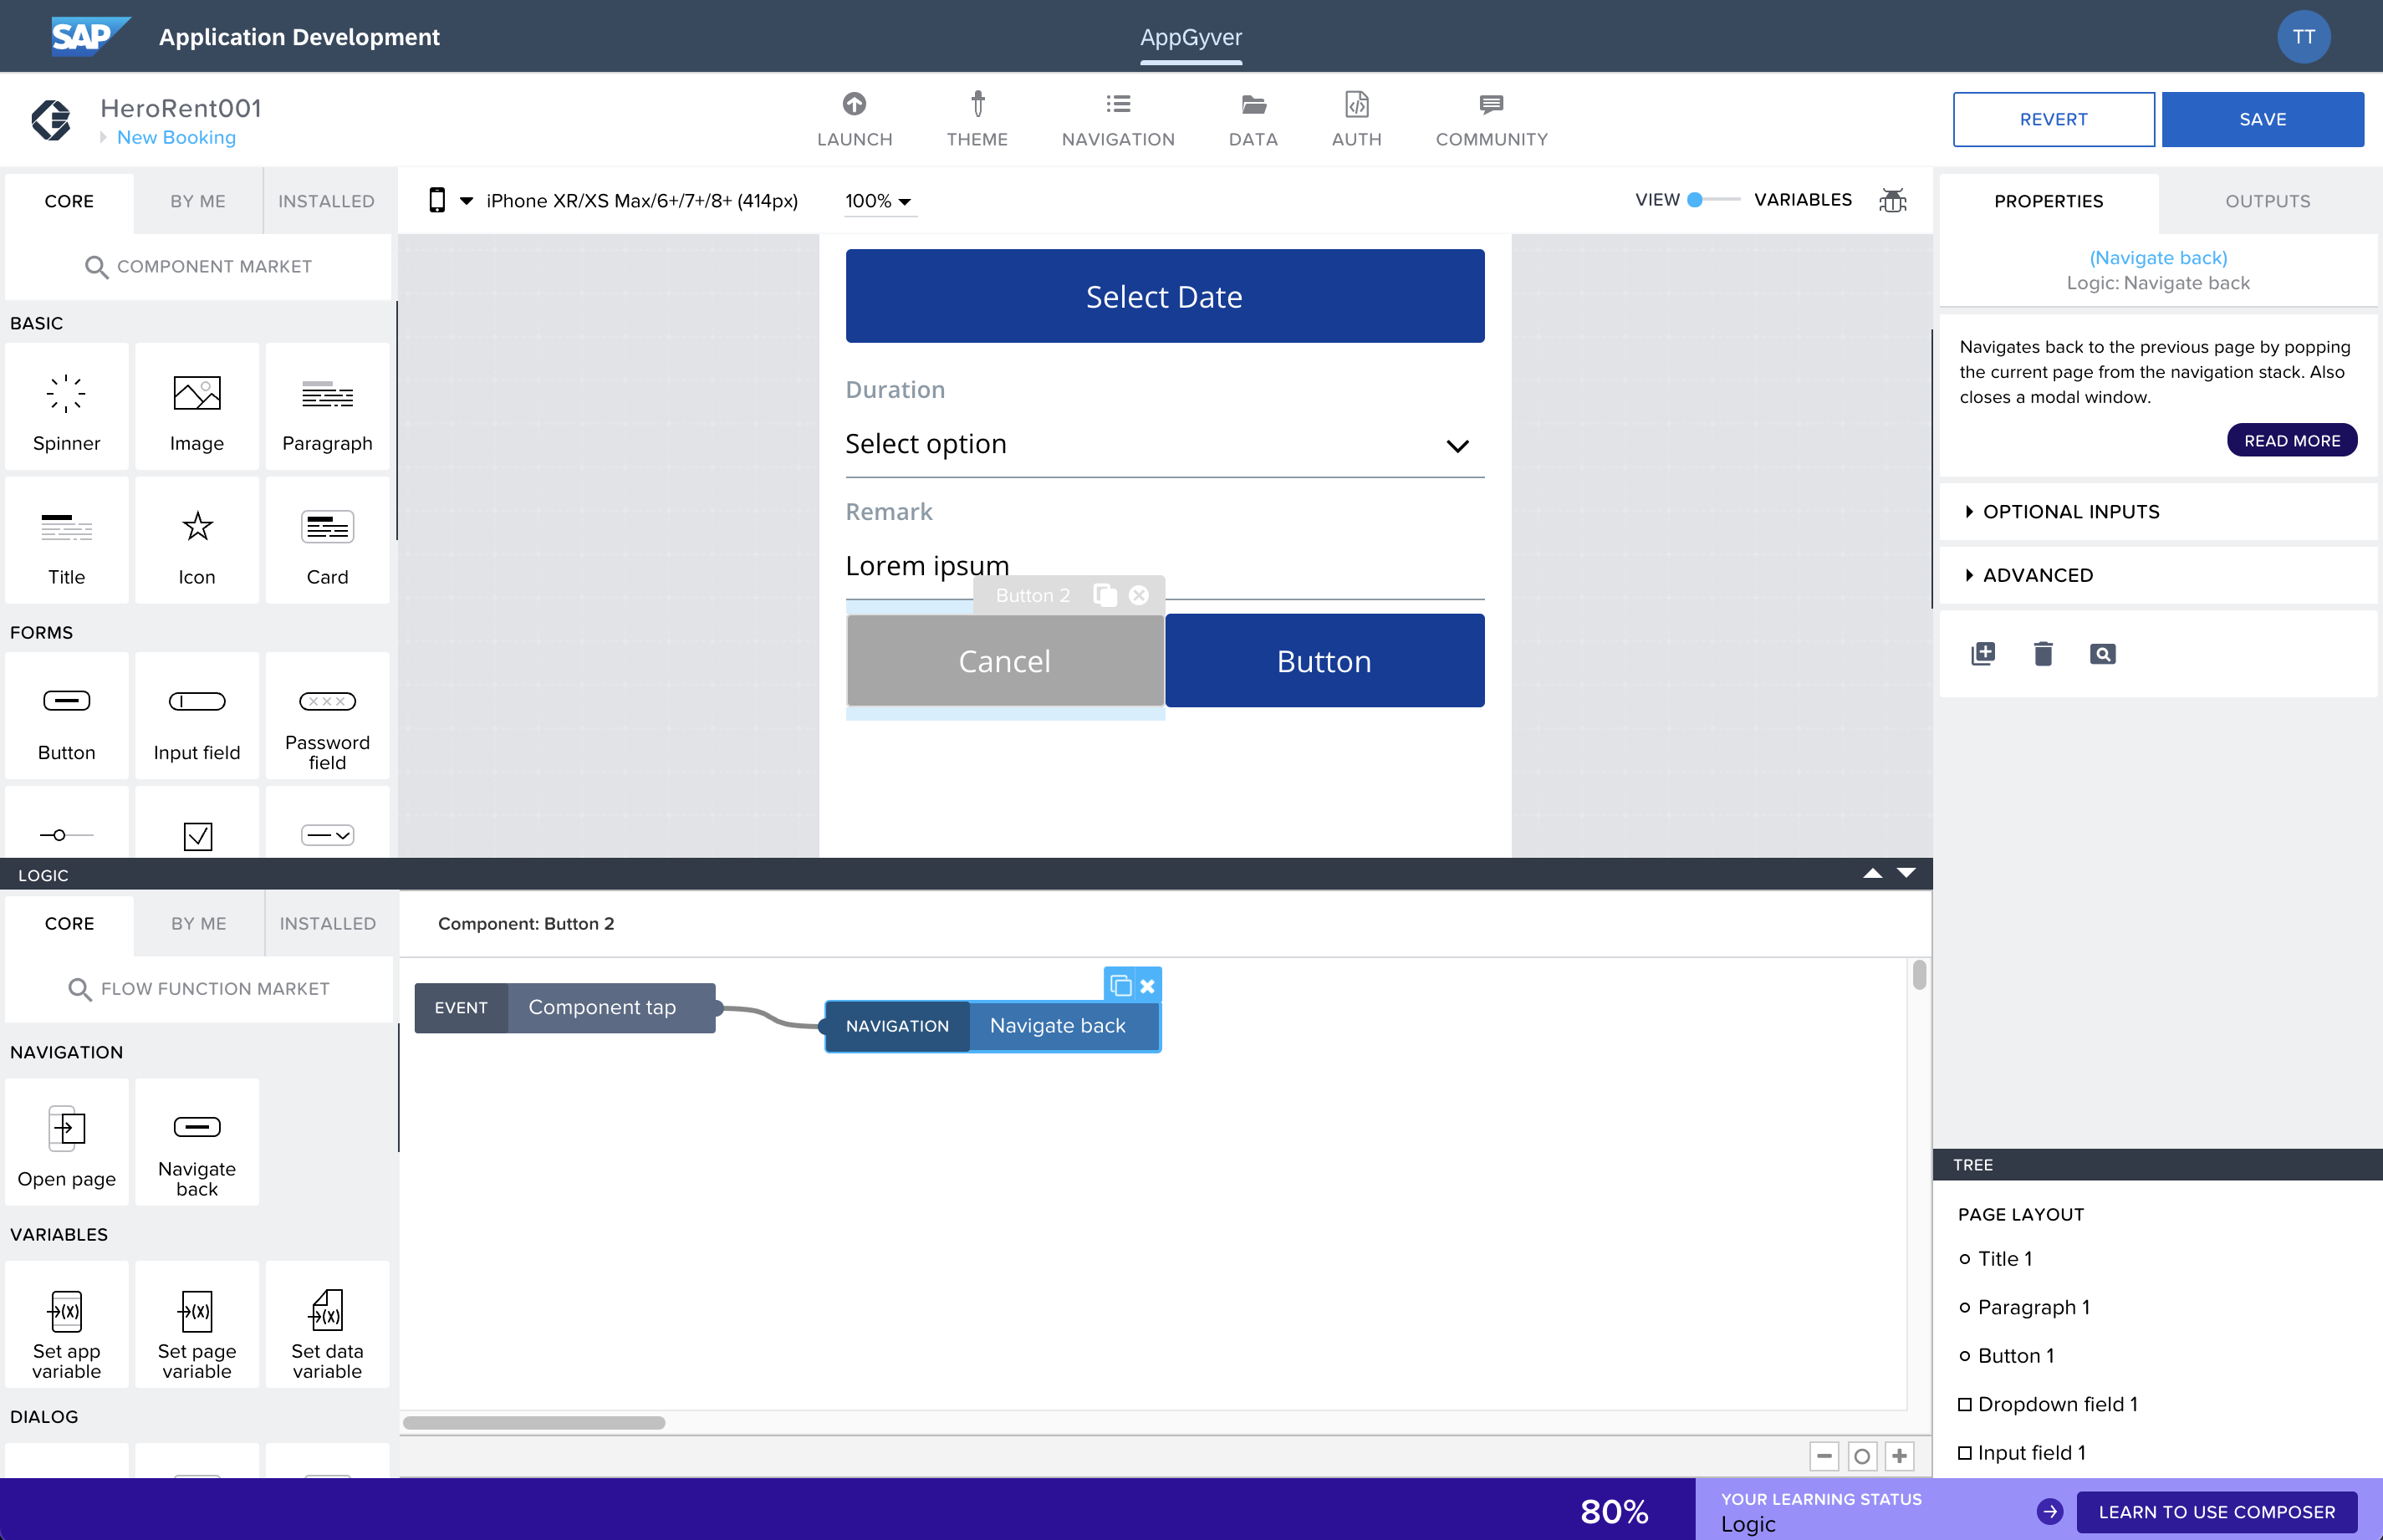 SAP
Application Development
AppGyver
TT
HeroRent001
New Booking
LAUNCH
THEME
NAVIGATION
DATA
AUTH
COMMUNITY
REVERT
SAVE
CORE
BY ME
INSTALLED
COMPONENT MARKET
BASIC
Spinner
Image
Paragraph
Title
Icon
Card
FORMS
Button
Input field
Password
field
iPhone XR/XS Max/6+/7+/8+ (414px)
100%
VIEW
VARIABLES
Select Date
Duration
Select option
Remark
Lorem ipsum
Button 2
Cancel
Button
PROPERTIES
OUTPUTS
(Navigate back)
Logic: Navigate back
Navigates back to the previous page by popping
the current page from the navigation stack. Also
closes a modal window.
READ MORE
OPTIONAL INPUTS
ADVANCED
LOGIC
CORE
BY ME
INSTALLED
FLOW FUNCTION MARKET
NAVIGATION
Open page
Navigate
back
VARIABLES
Set app
variable
Set page
variable
Set data
variable
DIALOG
Component: Button 2
EVENT
Component tap
NAVIGATION
Navigate back
TREE
PAGE LAYOUT
Title 1
Paragraph 1
Button 1
Dropdown field 1
Input field 1
80%
YOUR LEARNING STATUS
Logic
LEARN TO USE COMPOSER